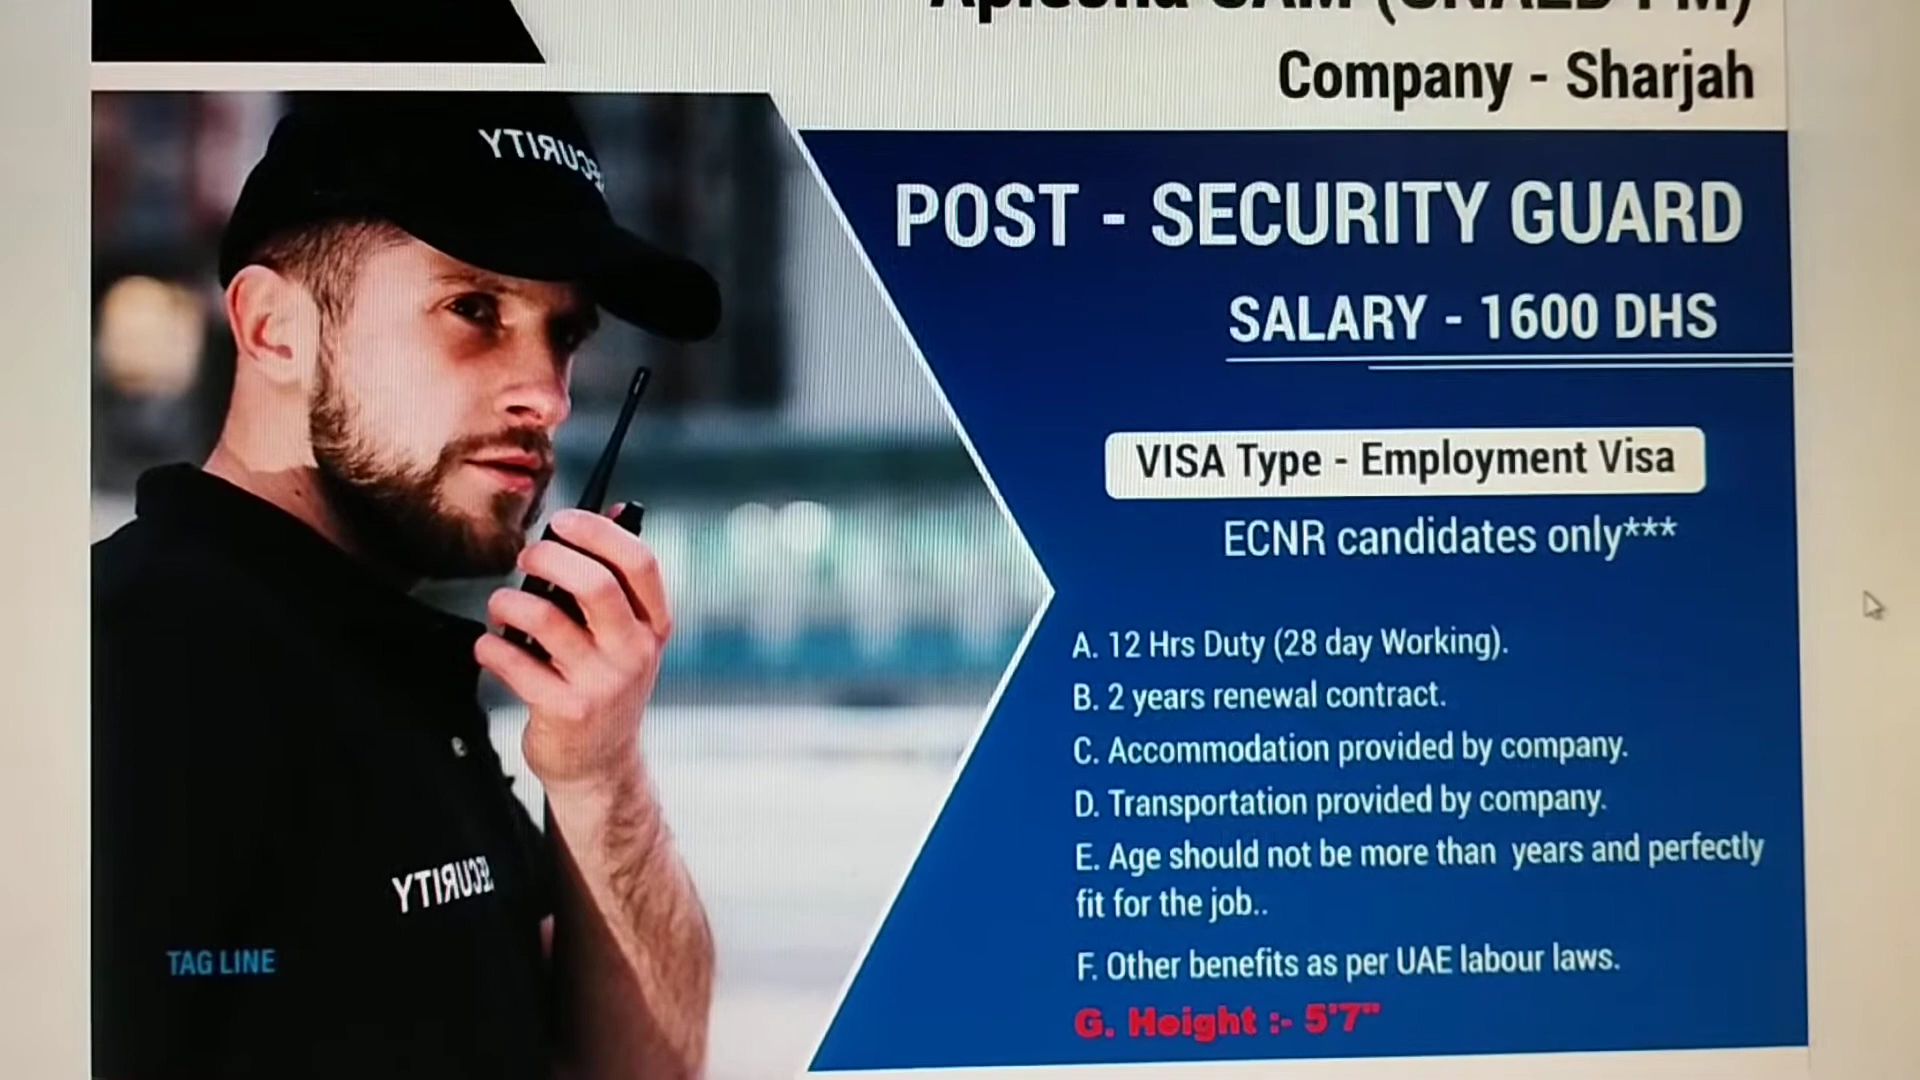 Company - Sharjah
SECURITY
POST - SECURITY GUARD
SALARY - 1600 DHS
VISA Type - Employment Visa
ECNR candidates only***
A. 12 Hrs Duty (28 day Working).
B. 2 years renewal contract.
C. Accommodation provided by company.
D. Transportation provided by company.
E. Age should not be more than years and perfectly
fit for the job..
SECURITY
TAG LINE
F. Other benefits as per UAE labour laws.
G. Height :- 5'7"